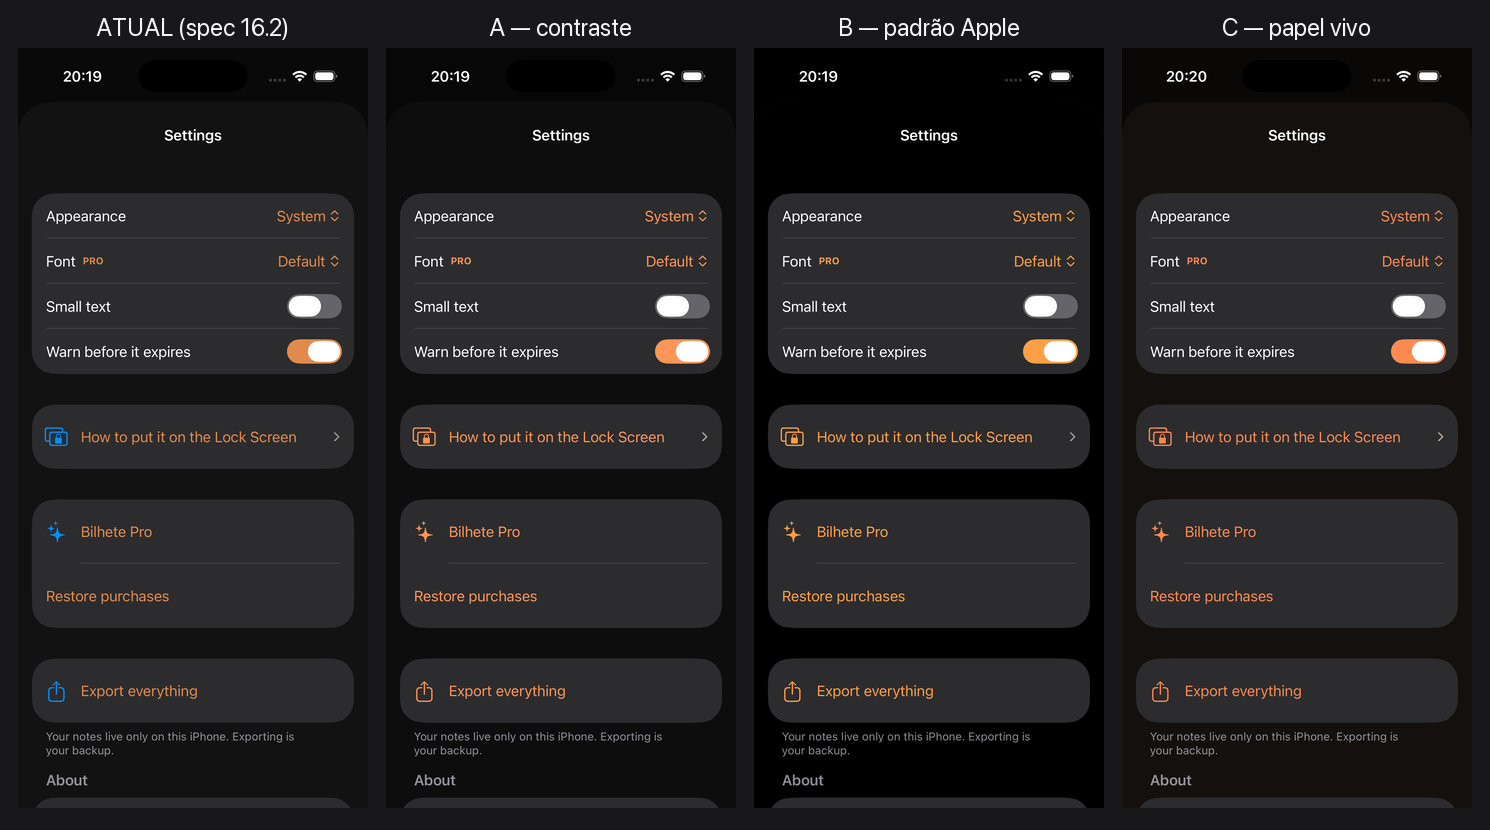 ATUAL (spec 16.2)
20:19
Settings
Appearance System
Font PRO Default
Small text
Warn before it expires
How to put it on the Lock Screen
Bilhete Pro
Restore purchases
Export everything
Your notes live only on this iPhone. Exporting is
your backup.
About
A — contraste
20:19
Settings
Appearance System
Font PRO Default
Small text
Warn before it expires
How to put it on the Lock Screen
Bilhete Pro
Restore purchases
Export everything
Your notes live only on this iPhone. Exporting is
your backup.
About
B — padrão Apple
20:19
Settings
Appearance System
Font PRO Default
Small text
Warn before it expires
How to put it on the Lock Screen
Bilhete Pro
Restore purchases
Export everything
Your notes live only on this iPhone. Exporting is
your backup.
About
C — papel vivo
20:20
Settings
Appearance System
Font PRO Default
Small text
Warn before it expires
How to put it on the Lock Screen
Bilhete Pro
Restore purchases
Export everything
Your notes live only on this iPhone. Exporting is
your backup.
About